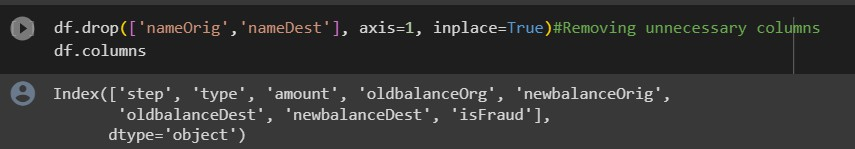 df.drop(['nameOrig','nameDest'], axis=1, inplace=True)#Removing unnecessary columns
df.columns
Index(['step', 'type', 'amount', 'oldbalanceOrg', 'newbalanceOrig',
'oldbalanceDest', 'newbalanceDest', 'isFraud'],
dtype='object')